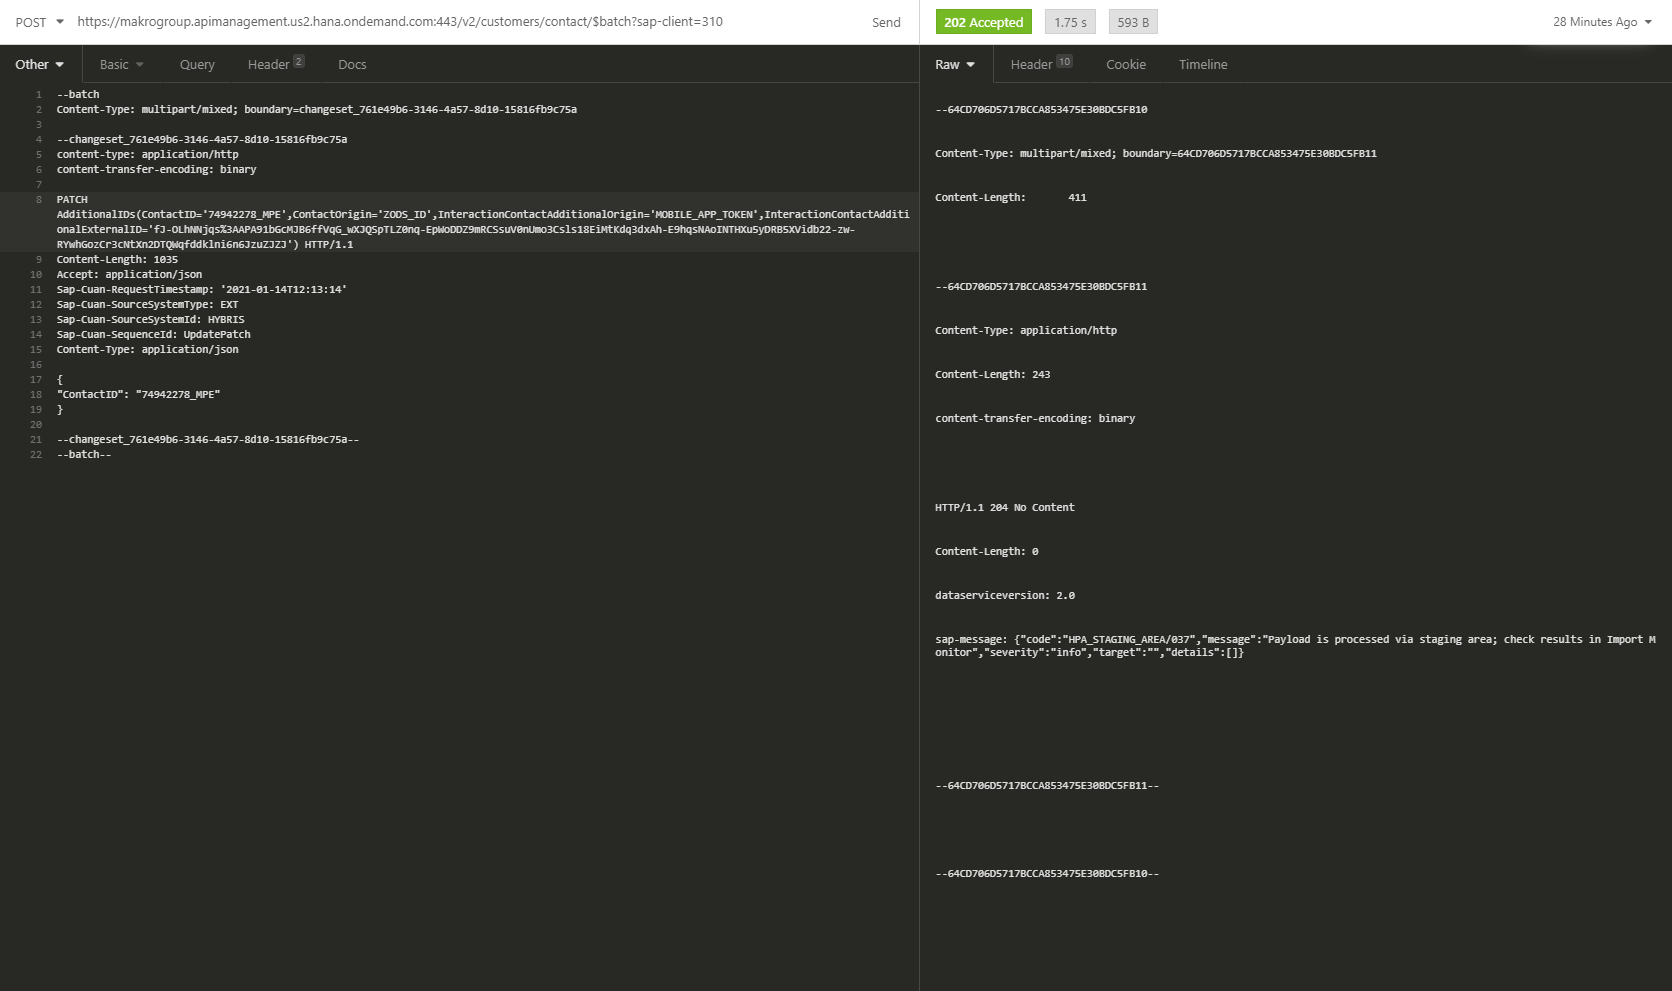 POST https://makrogroup.apimanagement.us2.hana.ondemand.com:443/v2/customers/contact/$batch?sap-client=310 Send
Other Basic Query Header 2 Docs
1 --batch
2 Content-Type: multipart/mixed; boundary=changeset_761e49b6-3146-4a57-8d10-15816fb9c75a
3
4 --changeset_761e49b6-3146-4a57-8d10-15816fb9c75a
5 content-type: application/http
6 content-transfer-encoding: binary
7
8 PATCH
AdditionalIDs(ContactID='74942278_MPE',ContactOrigin='ZODS_ID',InteractionContactAdditionalOrigin='MOBILE_APP_TOKEN',InteractionContactAdditi
onalExternalID='fJ-OLhNNjqs%3AAPA91bGcMJB6ffVqG_wXJQSpTLZ0nq-EpWoDDZ9mRCSsuV0nUmo3Csls18EiMtKdq3dxAh-E9hqsNAoINTHXu5yDRB5XVidb22-zw-
RYwhGozCr3cNtXn2DTQWqfddklni6n6JzuZJZJ') HTTP/1.1
9 Content-Length: 1035
10 Accept: application/json
11 Sap-Cuan-RequestTimestamp: '2021-01-14T12:13:14'
12 Sap-Cuan-SourceSystemType: EXT
13 Sap-Cuan-SourceSystemId: HYBRIS
14 Sap-Cuan-SequenceId: UpdatePatch
15 Content-Type: application/json
16
17 {
18 "ContactID": "74942278_MPE"
19 }
20
21 --changeset_761e49b6-3146-4a57-8d10-15816fb9c75a--
22 --batch--
202 Accepted 1.75 s 593 B 28 Minutes Ago
Raw Header 10 Cookie Timeline
--64CD706D5717BCCA853475E30BDC5FB10
Content-Type: multipart/mixed; boundary=64CD706D5717BCCA853475E30BDC5FB11
Content-Length: 411
--64CD706D5717BCCA853475E30BDC5FB11
Content-Type: application/http
Content-Length: 243
content-transfer-encoding: binary
HTTP/1.1 204 No Content
Content-Length: 0
dataserviceversion: 2.0
sap-message: {"code":"HPA_STAGING_AREA/037","message":"Payload is processed via staging area; check results in Import M
onitor","severity":"info","target":"","details":[]}
--64CD706D5717BCCA853475E30BDC5FB11--
--64CD706D5717BCCA853475E30BDC5FB10--